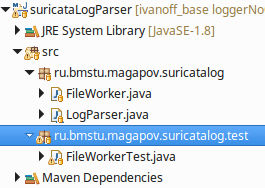 suricataLogParser [ivanoff_base loggerNo
JRE System Library [JavaSE-1.8]
src
ru.bmstu.magapov.suricatalog
FileWorker.java
LogParser.java
ru.bmstu.magapov.suricatalog.test
FileWorkerTest.java
Maven Dependencies